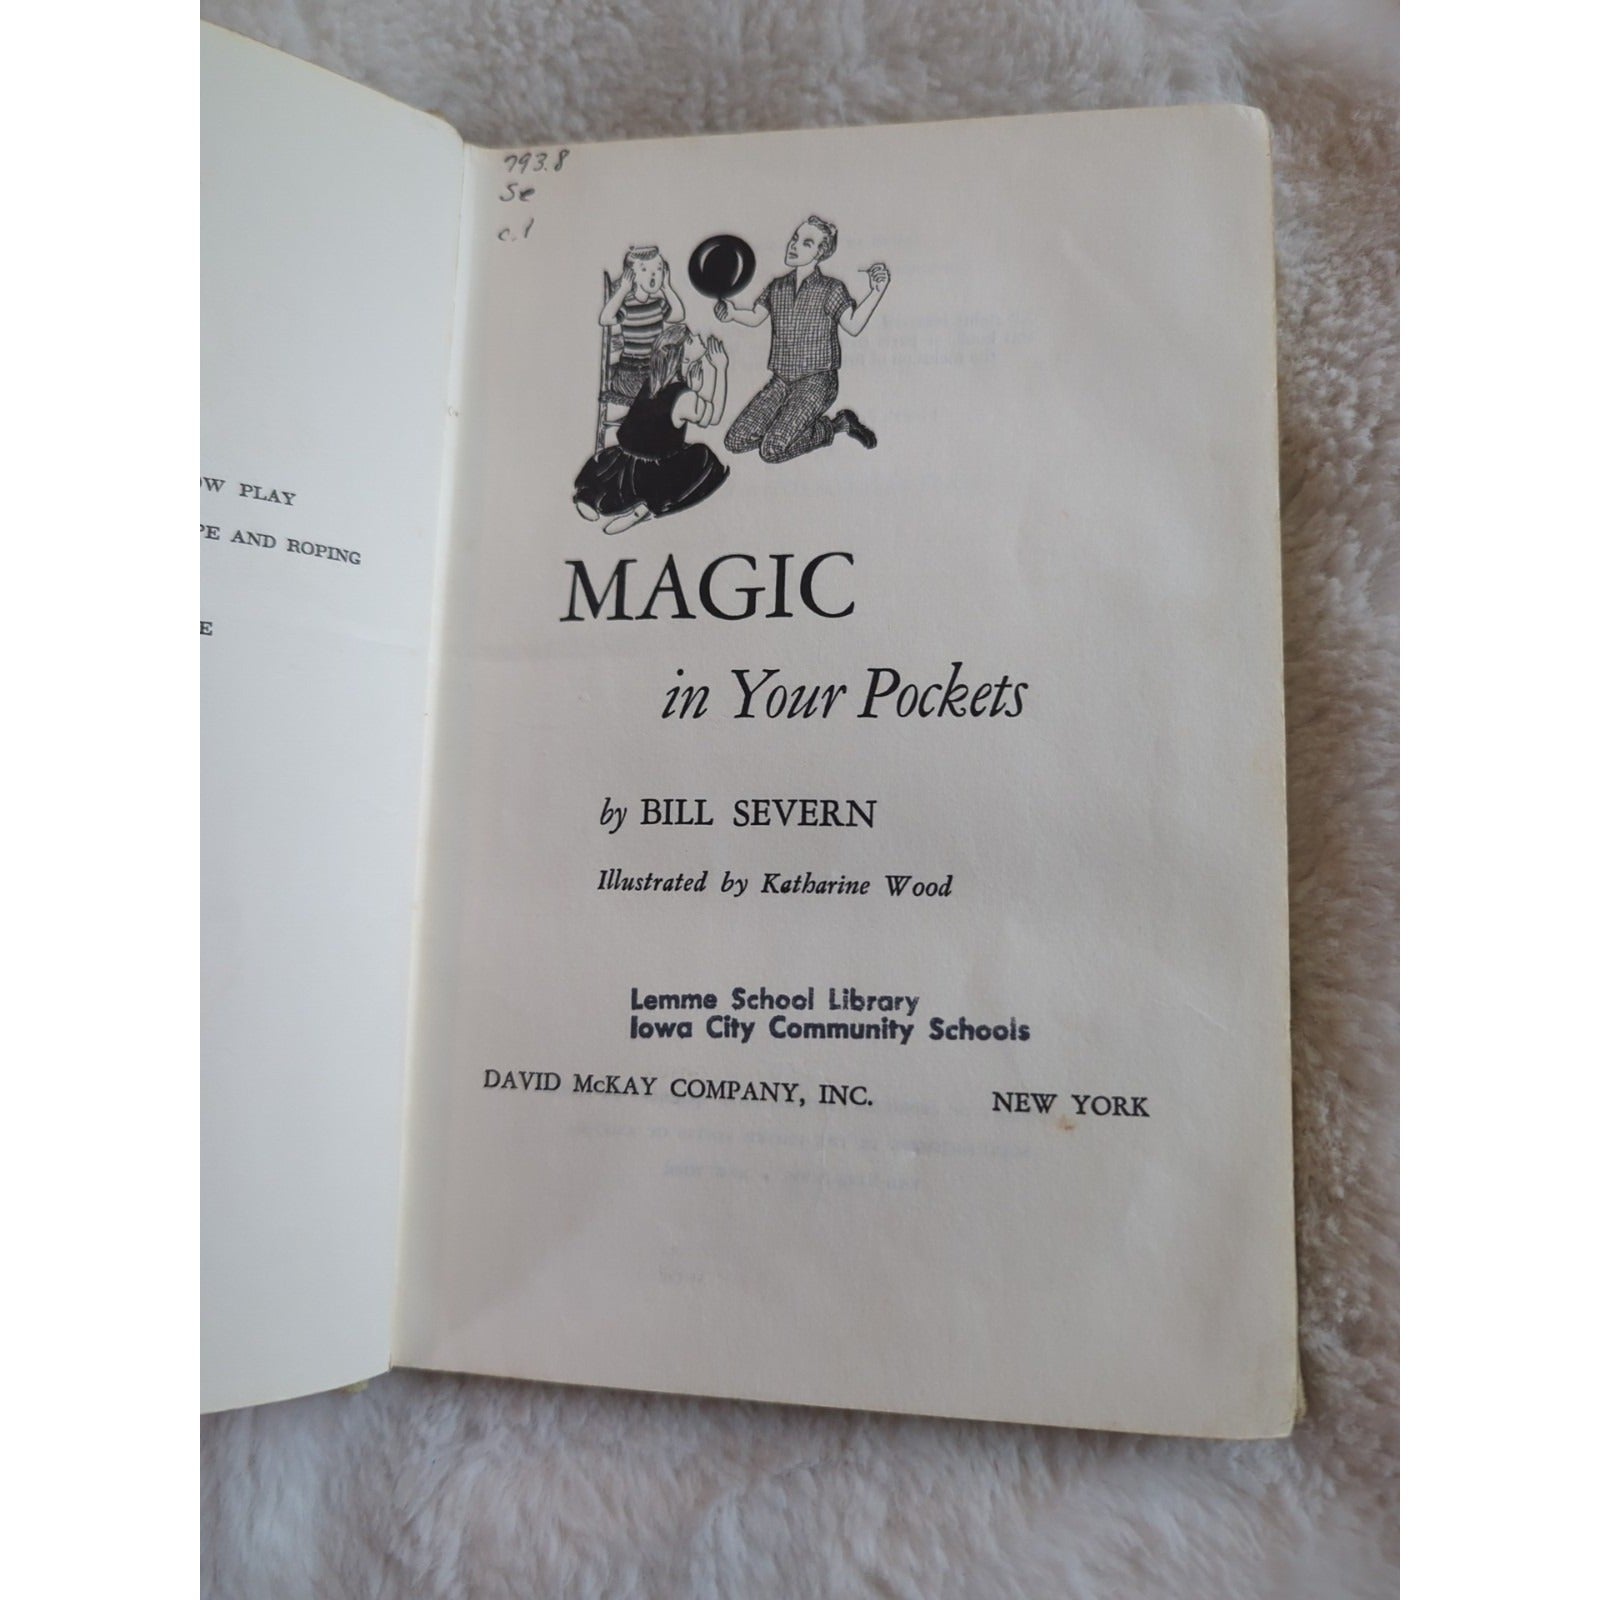 OW PLAY
PE AND ROPING
E
793.8
Se
c.1
MAGIC
in Your Pockets
by BILL SEVERN
Illustrated by Katharine Wood
Lemme School Library
Iowa City Community Schools
DAVID McKAY COMPANY, INC. NEW YORK